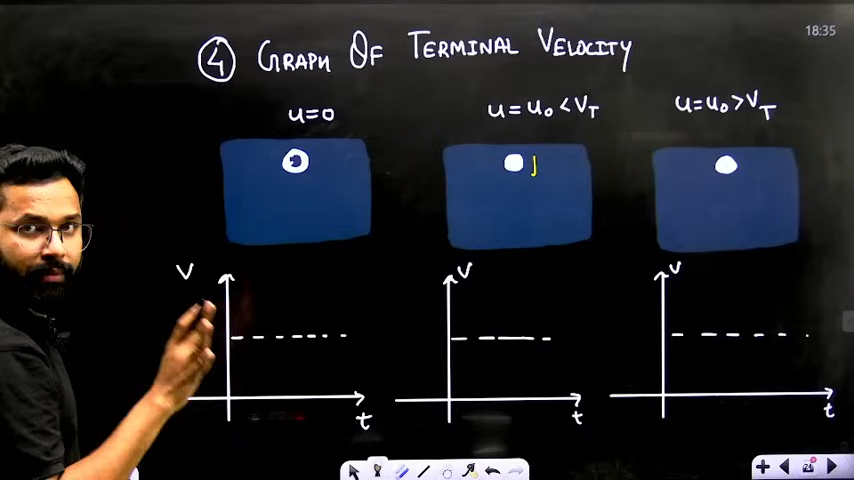 18:35
4 GRAPH OF TERMINAL VELOCITY
u=0
u=u₀<V_T
u=u₀>V_T
V
V
V
t
t
t